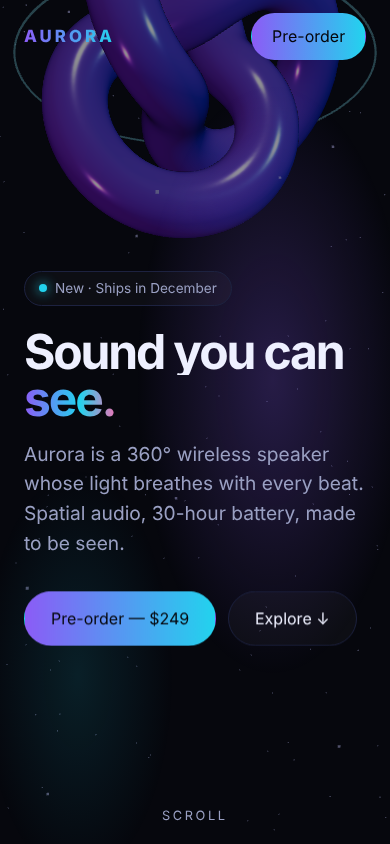 AURORA
Pre-order
New · Ships in December
Sound you can
see.
Aurora is a 360° wireless speaker
whose light breathes with every beat.
Spatial audio, 30-hour battery, made
to be seen.
Pre-order — $249
Explore ↓
SCROLL